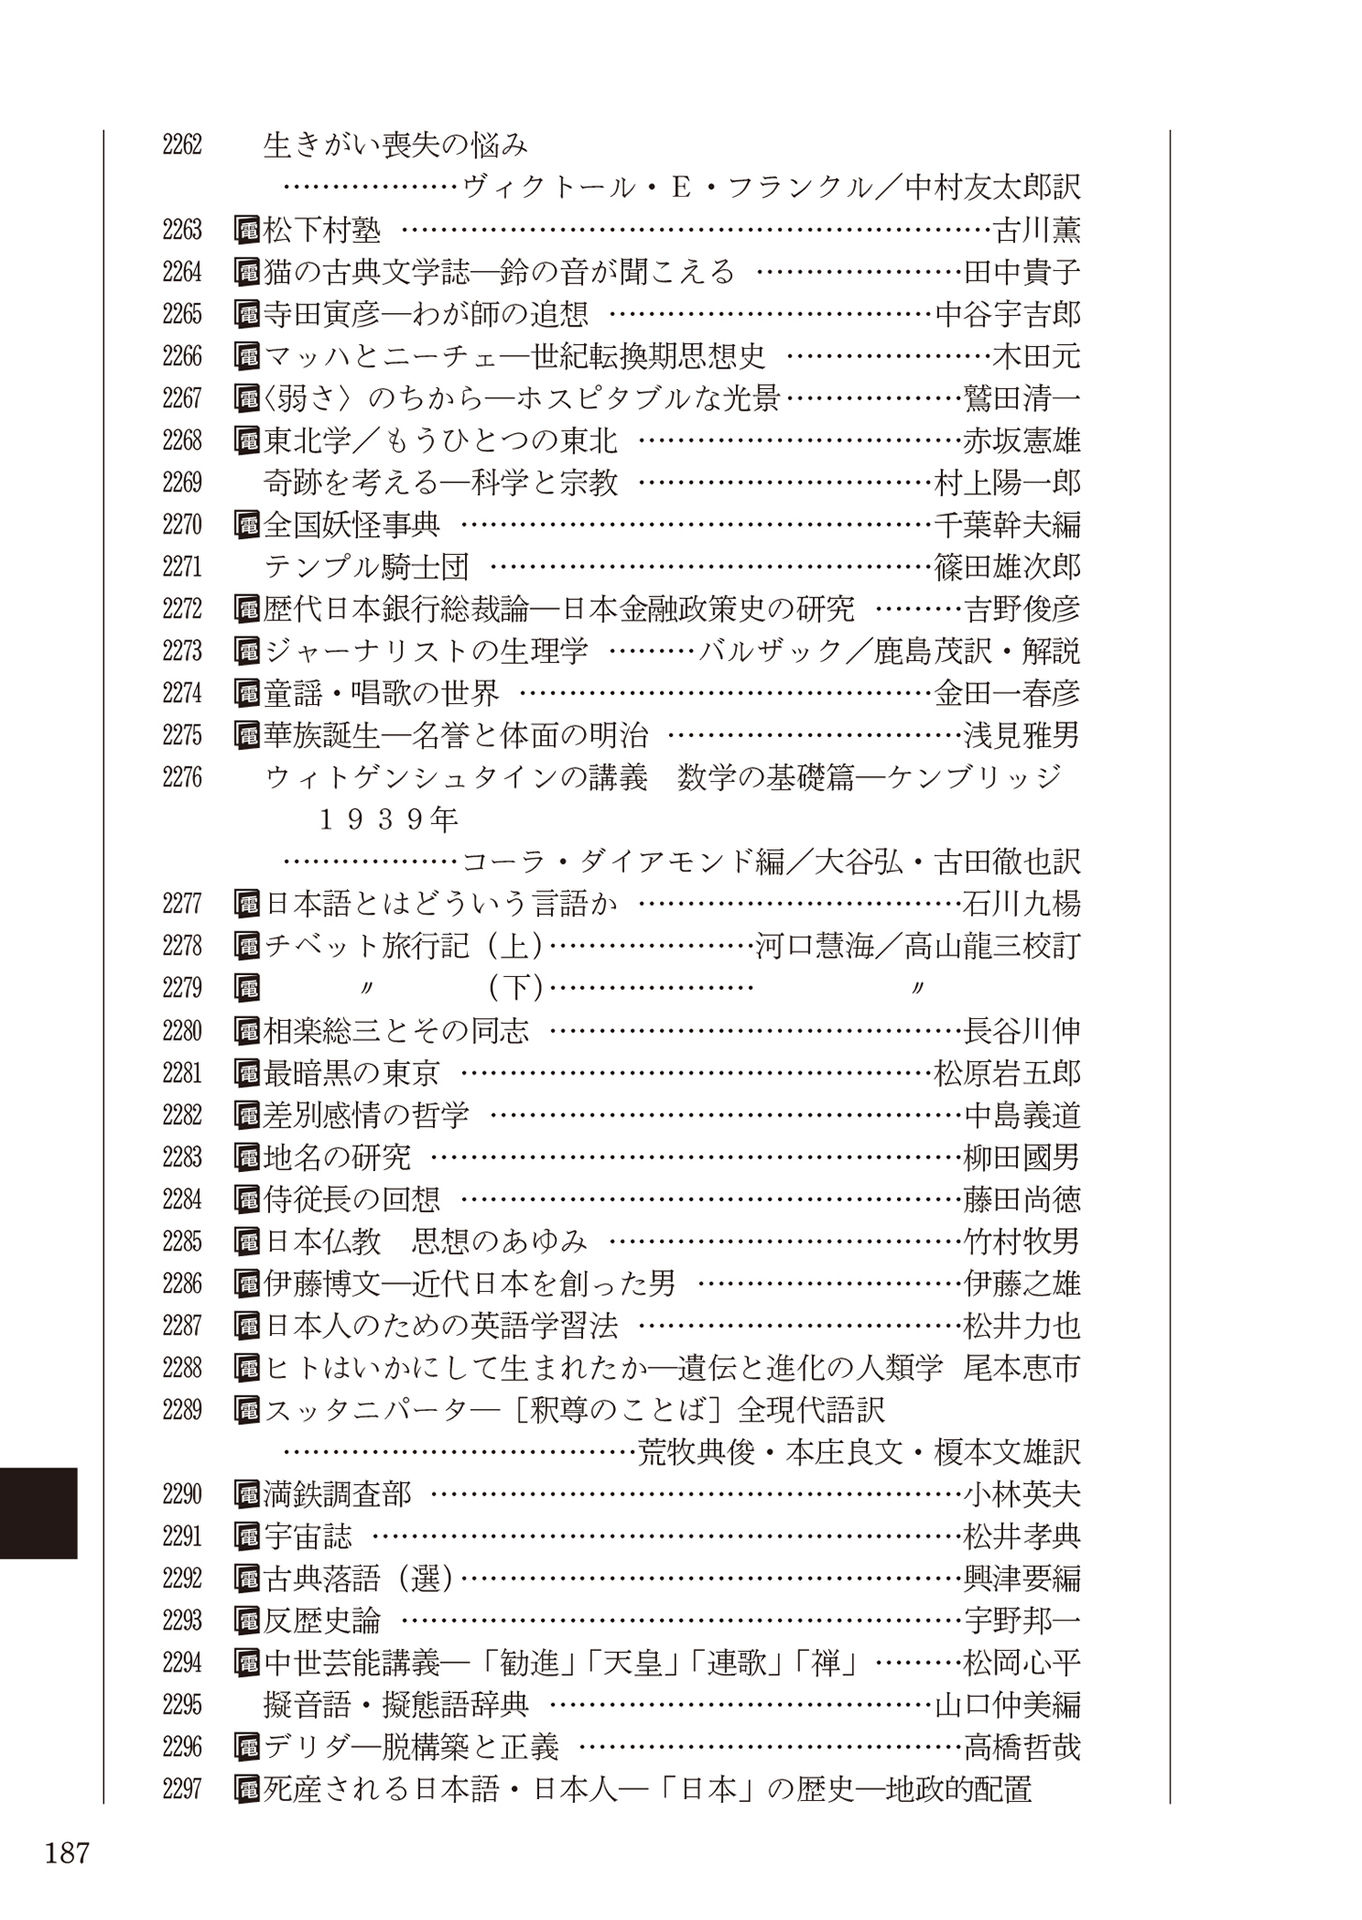 2262 生きがい喪失の悩み
………………ヴィクトール・Ｅ・フランクル／中村友太郎訳
2263 電松下村塾 ……………………………………………………古川薫
2264 電猫の古典文学誌―鈴の音が聞こえる …………………田中貴子
2265 電寺田寅彦―わが師の追想 ……………………………中谷宇吉郎
2266 電マッハとニーチェ―世紀転換期思想史 …………………木田元
2267 電〈弱さ〉のちから―ホスピタブルな光景………………鷲田清一
2268 電東北学／もうひとつの東北 ……………………………赤坂憲雄
2269 奇跡を考える―科学と宗教 …………………………村上陽一郎
2270 電全国妖怪事典 …………………………………………千葉幹夫編
2271 テンプル騎士団 ………………………………………篠田雄次郎
2272 電歴代日本銀行総裁論―日本金融政策史の研究 ………吉野俊彦
2273 電ジャーナリストの生理学 ………バルザック／鹿島茂訳・解説
2274 電童謡・唱歌の世界 ……………………………………金田一春彦
2275 電華族誕生―名誉と体面の明治 …………………………浅見雅男
2276 ウィトゲンシュタインの講義　数学の基礎篇―ケンブリッジ
１９３９年
………………コーラ・ダイアモンド編／大谷弘・古田徹也訳
2277 電日本語とはどういう言語か ……………………………石川九楊
2278 電チベット旅行記（上）…………………河口慧海／高山龍三校訂
2279 電　　　〃　　　（下）…………………　　　　　〃
2280 電相楽総三とその同志 ……………………………………長谷川伸
2281 電最暗黒の東京 …………………………………………松原岩五郎
2282 電差別感情の哲学 …………………………………………中島義道
2283 電地名の研究 ………………………………………………柳田國男
2284 電侍従長の回想 ……………………………………………藤田尚徳
2285 電日本仏教　思想のあゆみ ………………………………竹村牧男
2286 電伊藤博文―近代日本を創った男 ………………………伊藤之雄
2287 電日本人のための英語学習法 ……………………………松井力也
2288 電ヒトはいかにして生まれたか―遺伝と進化の人類学 尾本恵市
2289 電スッタニパータ―［釈尊のことば］全現代語訳
………………………………荒牧典俊・本庄良文・榎本文雄訳
2290 電満鉄調査部 ………………………………………………小林英夫
2291 電宇宙誌 ……………………………………………………松井孝典
2292 電古典落語（選）……………………………………………興津要編
2293 電反歴史論 …………………………………………………宇野邦一
2294 電中世芸能講義―「勧進」「天皇」「連歌」「禅」 ………松岡心平
2295 擬音語・擬態語辞典 …………………………………山口仲美編
2296 電デリダ―脱構築と正義 …………………………………高橋哲哉
2297 電死産される日本語・日本人―「日本」の歴史―地政的配置
187